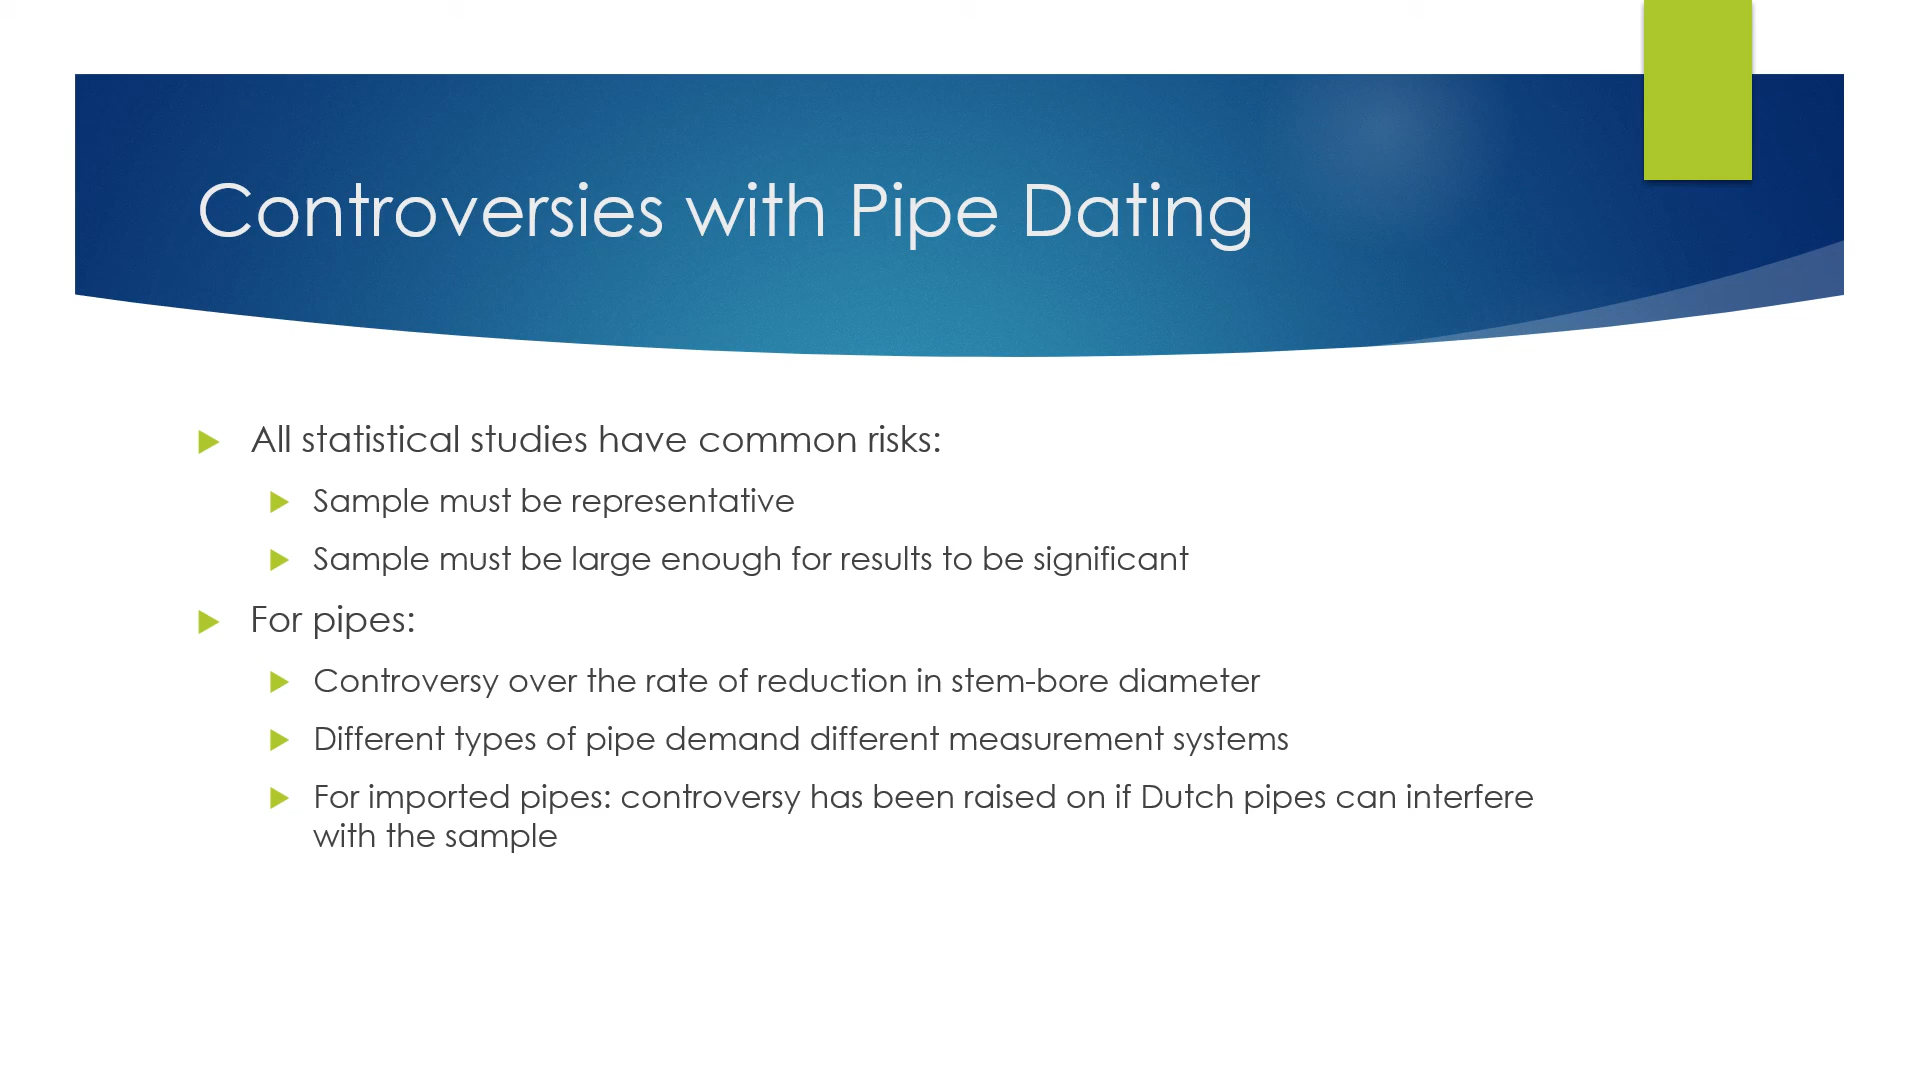 Controversies with Pipe Dating
All statistical studies have common risks:
Sample must be representative
Sample must be large enough for results to be significant
For pipes:
Controversy over the rate of reduction in stem-bore diameter
Different types of pipe demand different measurement systems
For imported pipes: controversy has been raised on if Dutch pipes can interfere
with the sample